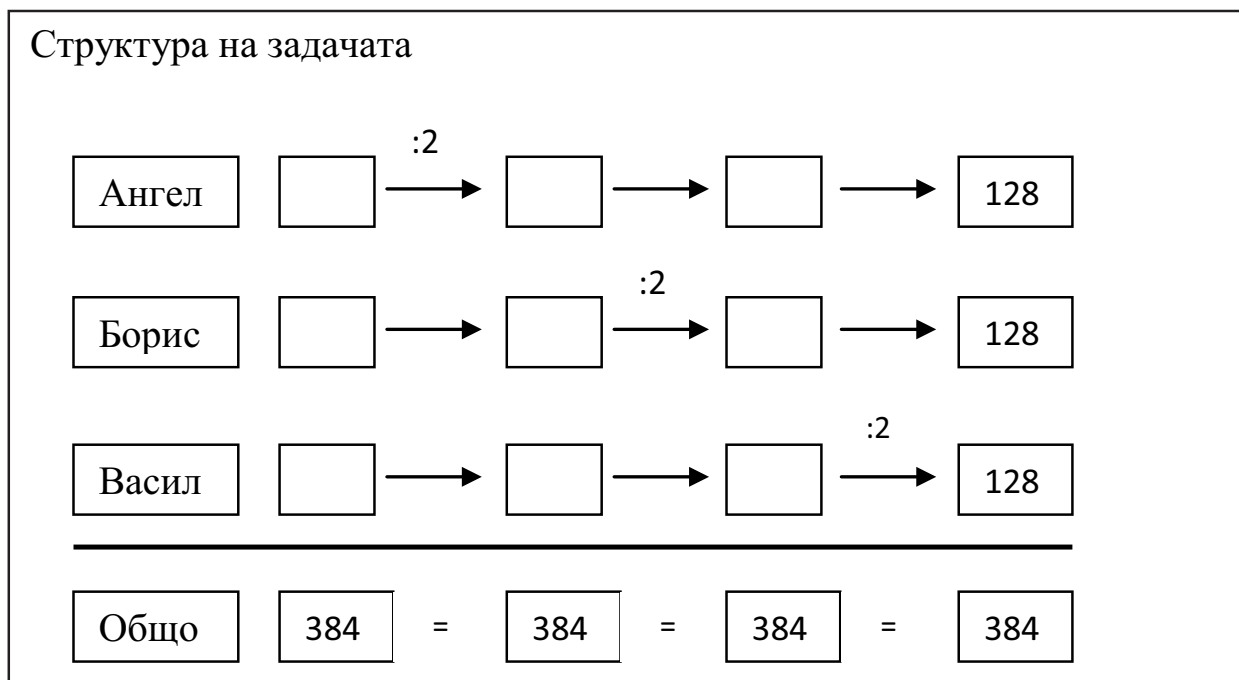 Структура на задачата
:2
Ангел 128
:2
Борис 128
:2
Васил 128
Общо 384 = 384 = 384 = 384